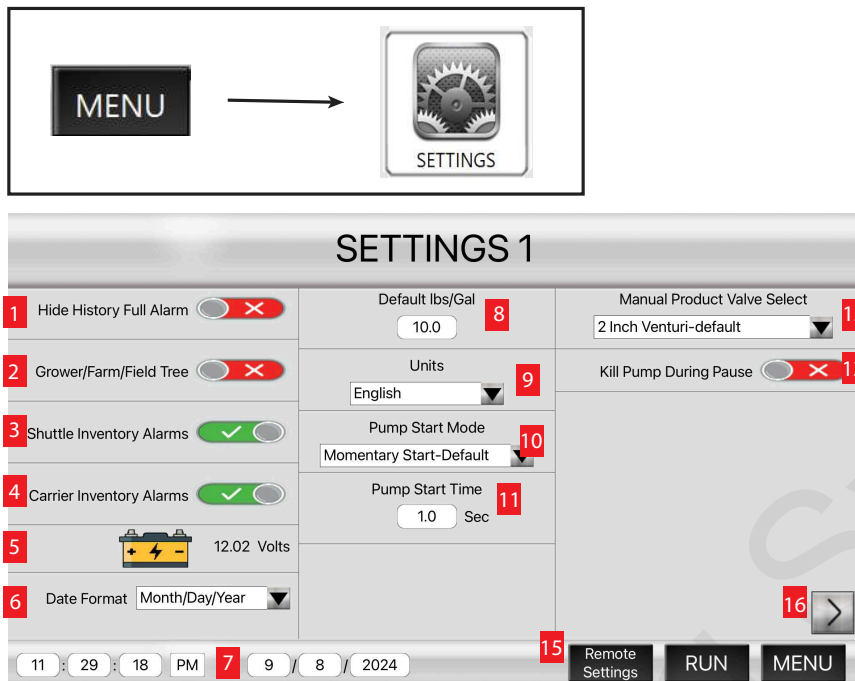 MENU
SETTINGS
SETTINGS 1
1 Hide History Full Alarm
2 Grower/Farm/Field Tree
3 Shuttle Inventory Alarms
4 Carrier Inventory Alarms
5 12.02 Volts
6 Date Format Month/Day/Year
Default lbs/Gal
10.0 8
Units
English 9
Pump Start Mode
Momentary Start-Default 10
Pump Start Time
1.0 Sec 11
Manual Product Valve Select
2 Inch Venturi-default
Kill Pump During Pause
16 >
11 : 29 : 18 PM 7 9 / 8 / 2024
15 Remote
Settings
RUN
MENU